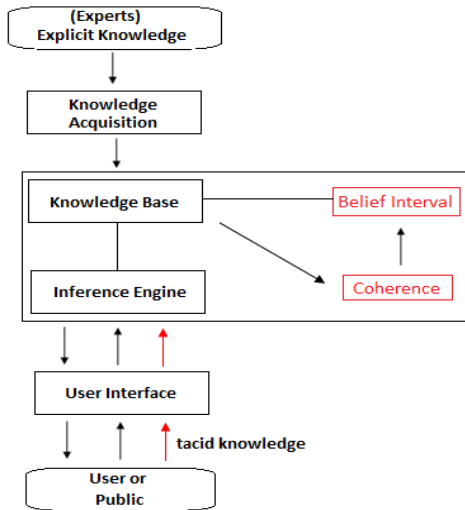 (Experts)
Explicit Knowledge
Knowledge
Acquisition
Knowledge Base
Belief Interval
Inference Engine
Coherence
User Interface
tacid knowledge
User or
Public